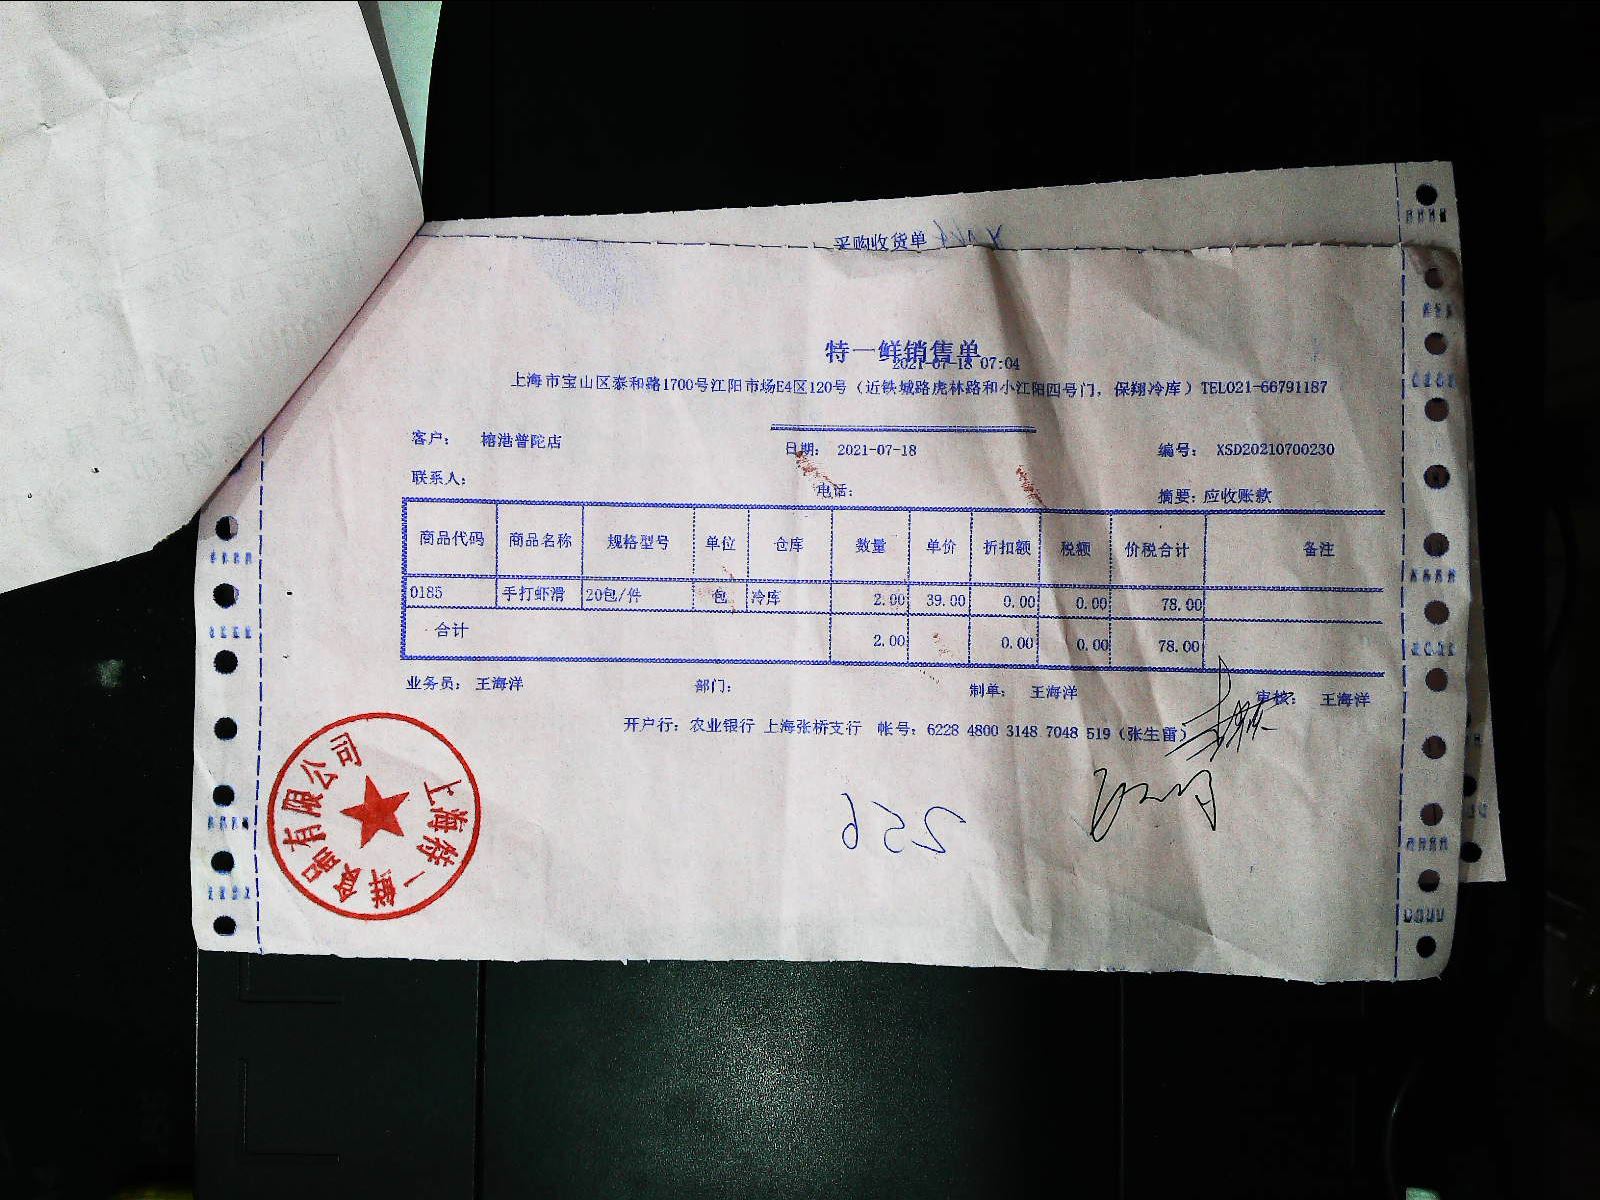 采购收货单
特一鲜销售单
2021-07-18 07:04
上海市宝山区泰和路1700号江阳市场E4区120号（近铁城路虎林路和小江阳四号门，保翔冷库）TEL021-66791187
客户： 榕港普陀店 日期： 2021-07-18 编号： XSD20210700230
联系人： 电话： 摘要：应收账款
商品代码 商品名称 规格型号 单位 仓库 数量 单价 折扣额 税额 价税合计 备注
0185 手打虾滑 20包/件 包 冷库 2.00 39.00 0.00 0.00 78.00
合计 2.00 0.00 0.00 78.00
业务员： 王海洋 部门： 制单： 王海洋 审核： 王海洋
开户行：农业银行 上海张桥支行 帐号：6228 4800 3148 7048 519（张生雷）
上海特一鲜食品有限公司
256